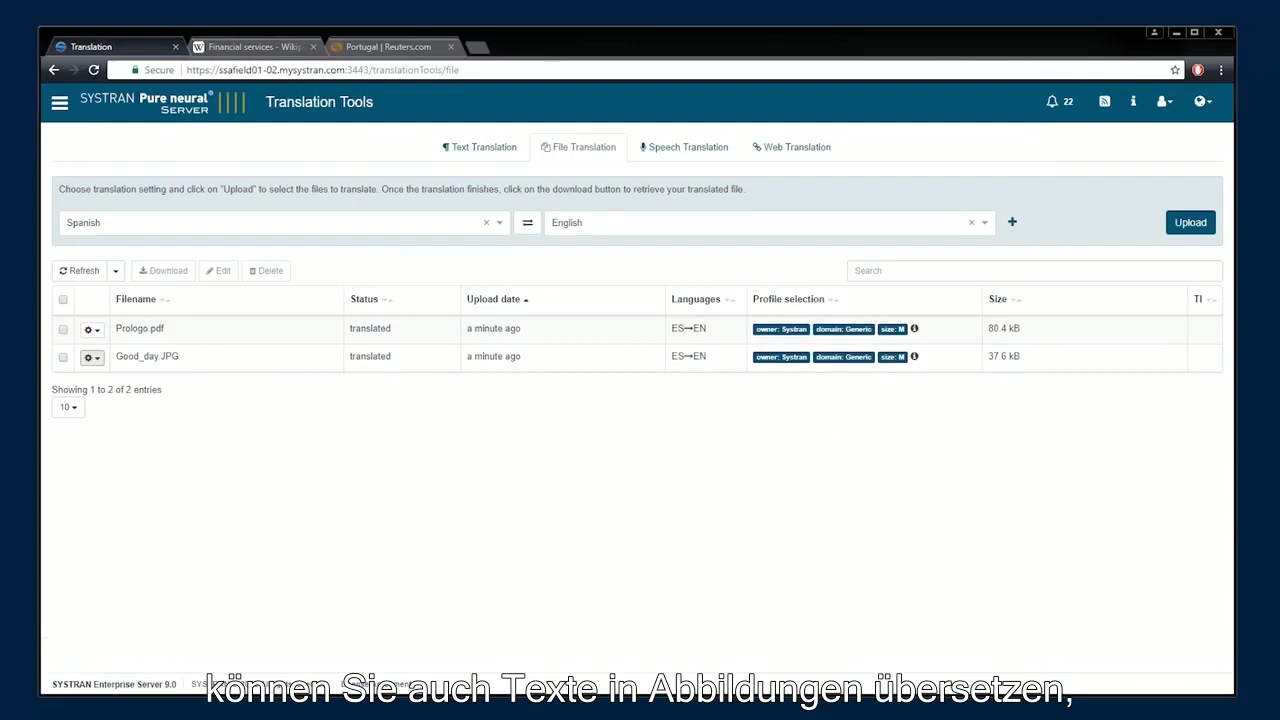 Translation
Financial services - Wikip
Portugal | Reuters.com
Secure https://ssafield01-02.mysystran.com:3443/translationTools/file
SYSTRAN Pure neural®
SERVER
Translation Tools
22
Text Translation File Translation Speech Translation Web Translation
Choose translation setting and click on "Upload" to select the files to translate. Once the translation finishes, click on the download button to retrieve your translated file.
Spanish English Upload
Refresh Download Edit Delete Search
Filename Status Upload date Languages Profile selection Size TI
Prologo.pdf translated a minute ago ES→EN owner: Systran domain: Generic size: M 80.4 kB
Good_day.JPG translated a minute ago ES→EN owner: Systran domain: Generic size: M 37.6 kB
Showing 1 to 2 of 2 entries
10
SYSTRAN Enterprise Server 9.0
können Sie auch Texte in Abbildungen übersetzen,